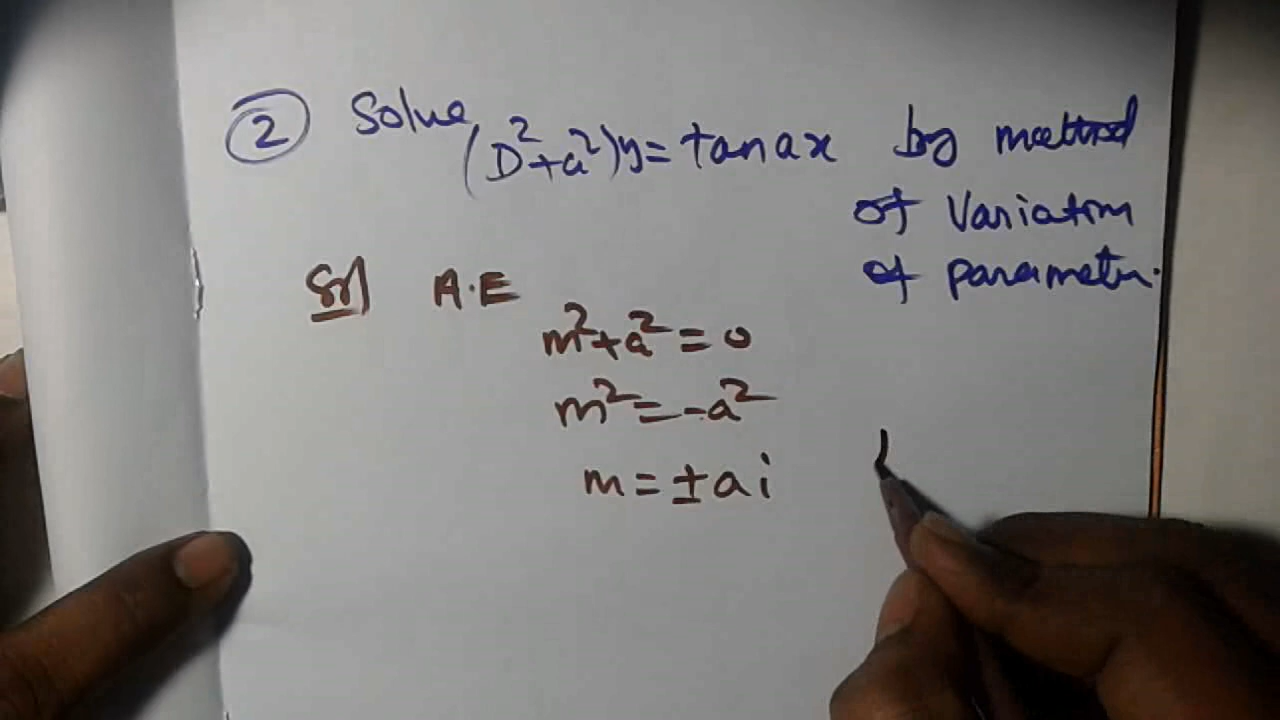 ② Solve (D²+a²)y = tan ax by method
of Variation
of parameter.
Sol A.E
m²+a² = 0
m² = -a²
m = ±ai